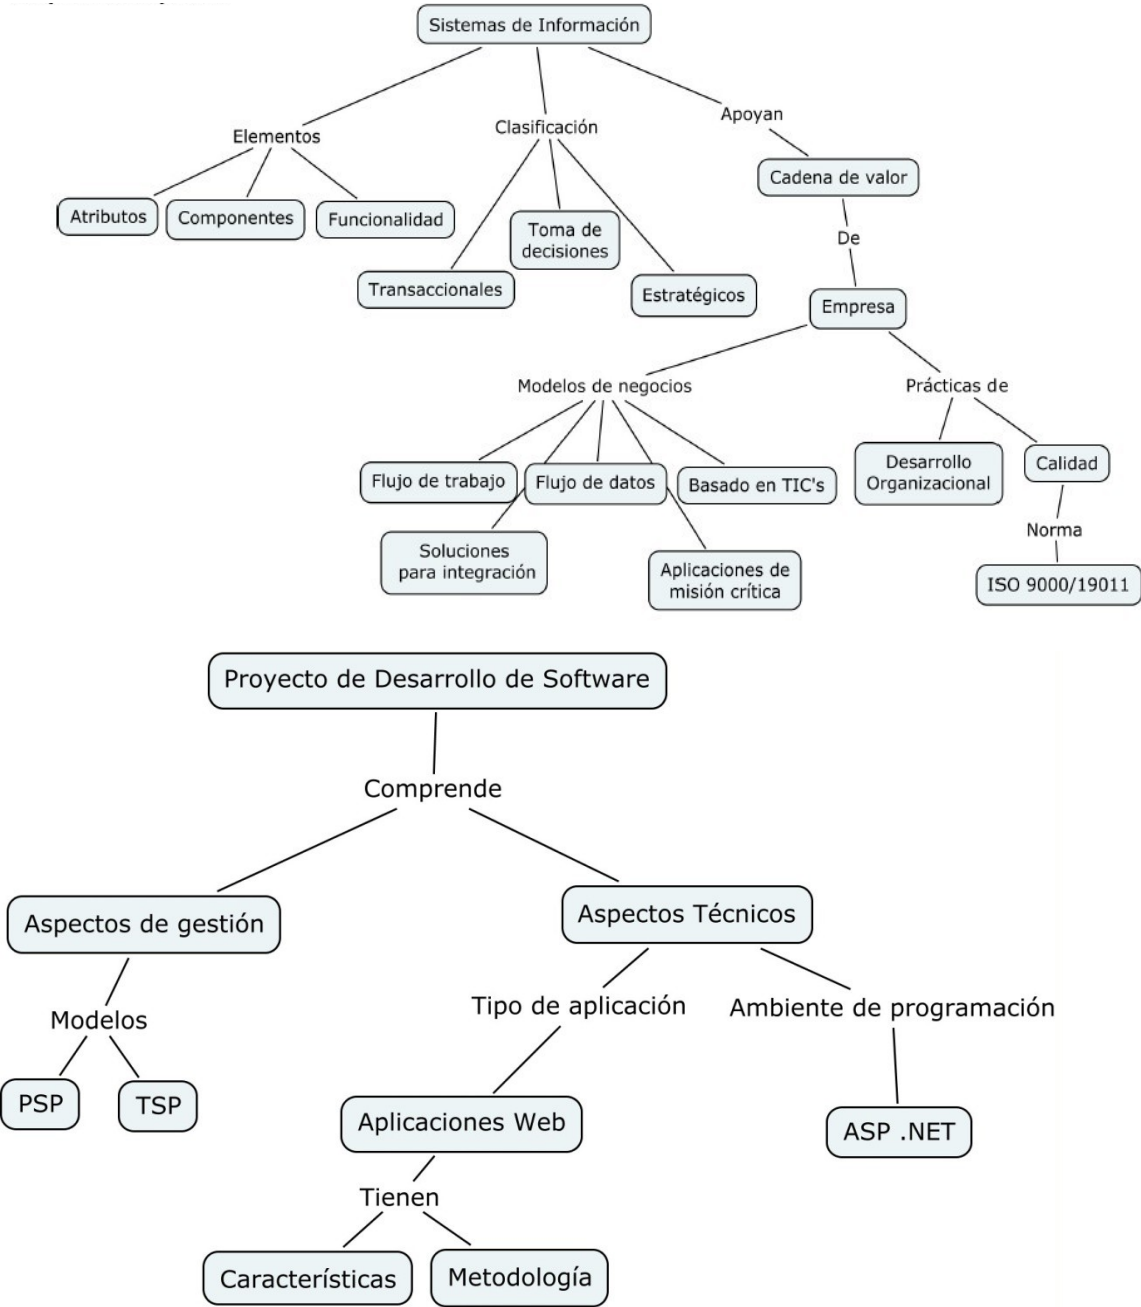 Sistemas de Información
Apoyan
Clasificación
Elementos
Cadena de valor
Atributos
Componentes
Funcionalidad
Toma de
decisiones
De
Transaccionales
Estratégicos
Empresa
Modelos de negocios
Prácticas de
Flujo de trabajo
Flujo de datos
Basado en TIC's
Desarrollo
Organizacional
Calidad
Soluciones
para integración
Aplicaciones de
misión crítica
Norma
ISO 9000/19011
Proyecto de Desarrollo de Software
Comprende
Aspectos de gestión
Aspectos Técnicos
Modelos
Tipo de aplicación
Ambiente de programación
PSP
TSP
Aplicaciones Web
ASP .NET
Tienen
Características
Metodología